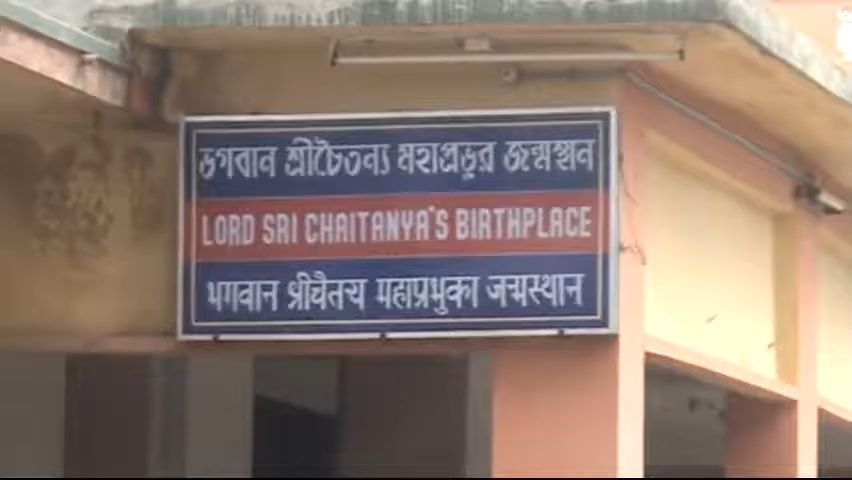 ভগবান শ্রীচৈতন্য মহাপ্রভুর জন্মস্থান
LORD SRI CHAITANYA'S BIRTHPLACE
भगवान श्रीचैतन्य महाप्रभुका जन्मस्थान